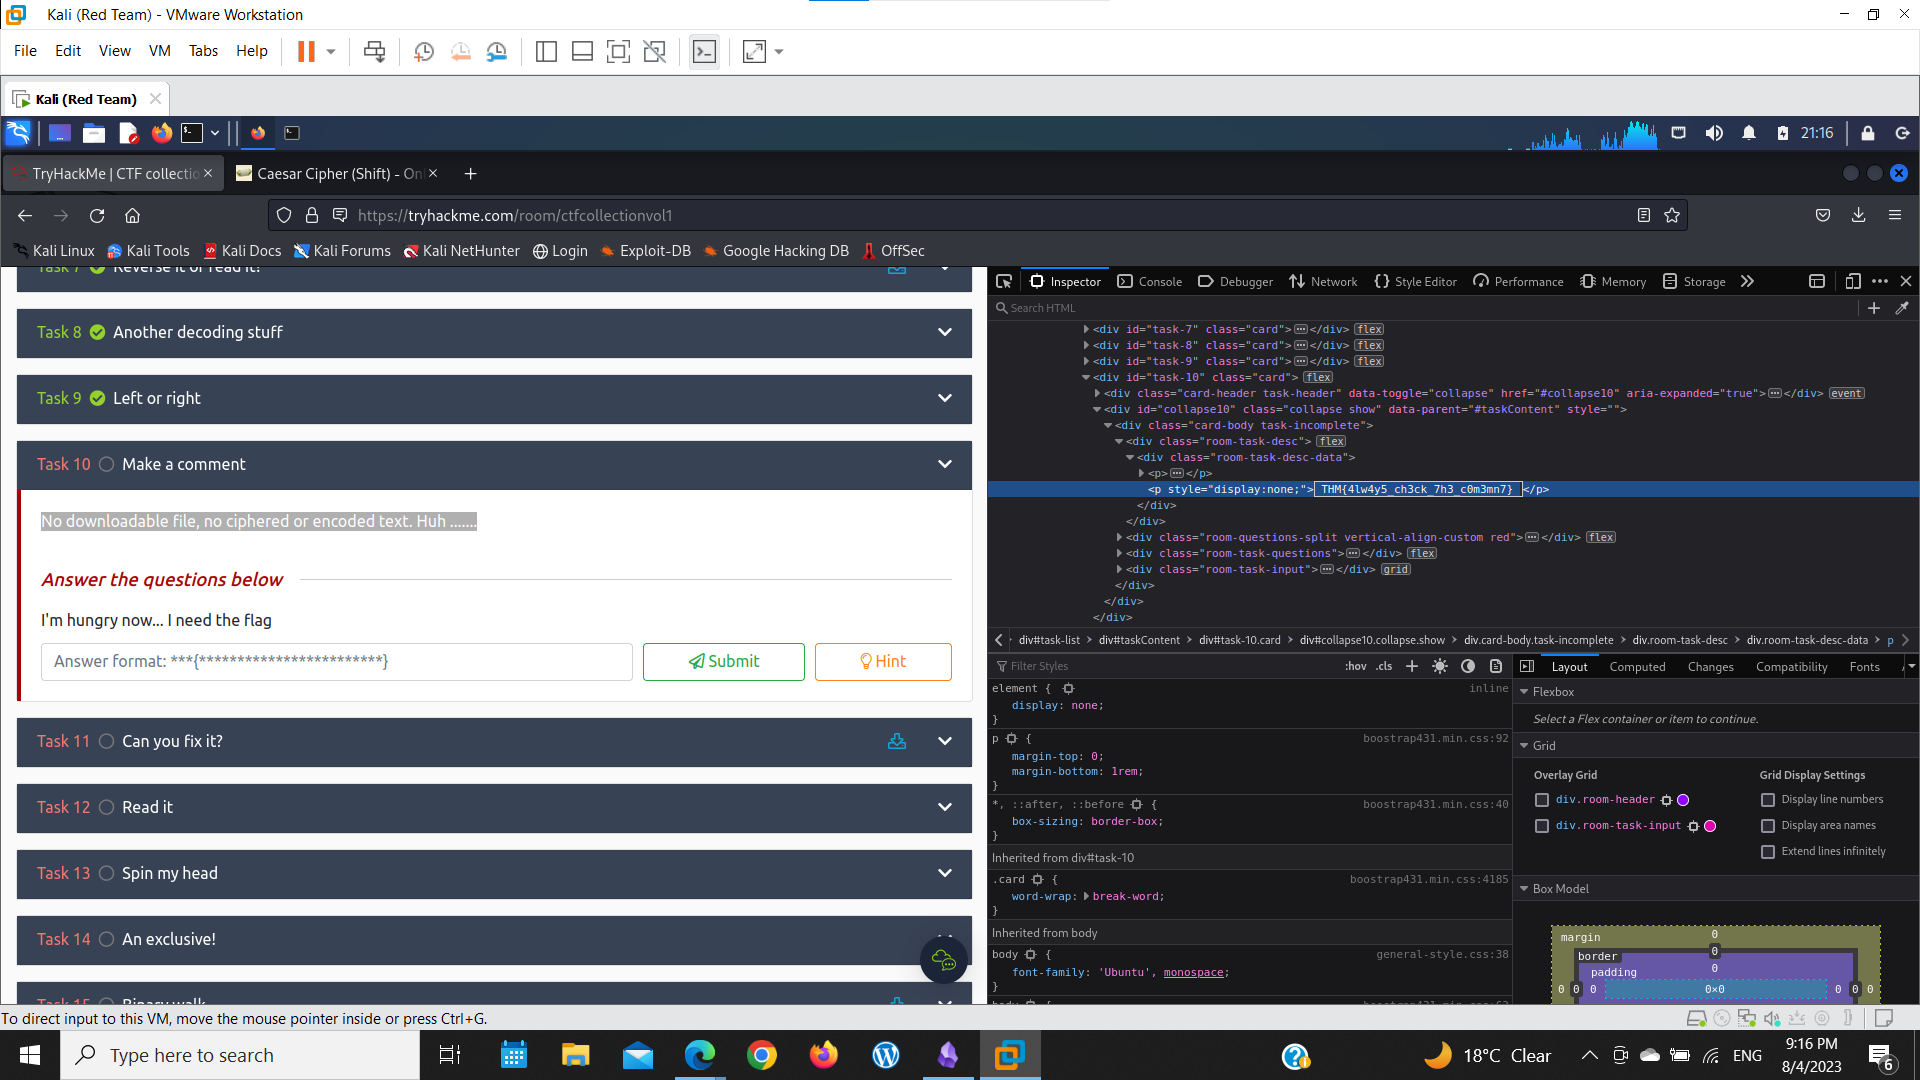 Kali (Red Team) - VMware Workstation
File Edit View VM Tabs Help
Kali (Red Team)
21:16
TryHackMe | CTF collectio
Caesar Cipher (Shift) - Onl
https://tryhackme.com/room/ctfcollectionvol1
Kali Linux Kali Tools Kali Docs Kali Forums Kali NetHunter Login Exploit-DB Google Hacking DB OffSec
Task 7 Reverse it or read it?
Task 8 Another decoding stuff
Task 9 Left or right
Task 10 Make a comment
No downloadable file, no ciphered or encoded text. Huh .......
Answer the questions below
I'm hungry now... I need the flag
Answer format: ***{************************}
Submit
Hint
Task 11 Can you fix it?
Task 12 Read it
Task 13 Spin my head
Task 14 An exclusive!
Task 15 Binary walk
Inspector Console Debugger Network Style Editor Performance Memory Storage
Search HTML
<div id="task-7" class="card"></div> flex
<div id="task-8" class="card"></div> flex
<div id="task-9" class="card"></div> flex
<div id="task-10" class="card"> flex
<div class="card-header task-header" data-toggle="collapse" href="#collapse10" aria-expanded="true"></div> event
<div id="collapse10" class="collapse show" data-parent="#taskContent" style="">
<div class="card-body task-incomplete">
<div class="room-task-desc"> flex
<div class="room-task-desc-data">
<p></p>
<p style="display:none;"> THM{4lw4y5_ch3ck_7h3_c0m3mn7} </p>
</div>
</div>
<div class="room-questions-split vertical-align-custom red"></div> flex
<div class="room-task-questions"></div> flex
<div class="room-task-input"></div> grid
</div>
</div>
</div>
div#task-list div#taskContent div#task-10.card div#collapse10.collapse.show div.card-body.task-incomplete div.room-task-desc div.room-task-desc-data p
Filter Styles :hov .cls
element { inline
display: none;
}
p { boostrap431.min.css:92
margin-top: 0;
margin-bottom: 1rem;
}
*, ::after, ::before { boostrap431.min.css:40
box-sizing: border-box;
}
Inherited from div#task-10
.card { boostrap431.min.css:4185
word-wrap: break-word;
}
Inherited from body
body { general-style.css:38
font-family: 'Ubuntu', monospace;
}
body { boostrap431.min.css:63
Layout Computed Changes Compatibility Fonts
Flexbox
Select a Flex container or item to continue.
Grid
Overlay Grid
div.room-header
div.room-task-input
Grid Display Settings
Display line numbers
Display area names
Extend lines infinitely
Box Model
margin 0
border 0
padding 0
0 0 0 0×0 0 0 0
To direct input to this VM, move the mouse pointer inside or press Ctrl+G.
Type here to search
18°C Clear
ENG
9:16 PM
8/4/2023
6